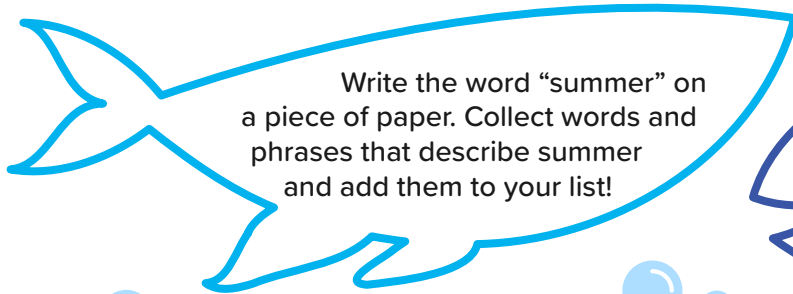 Write the word “summer” on
a piece of paper. Collect words and
phrases that describe summer
and add them to your list!